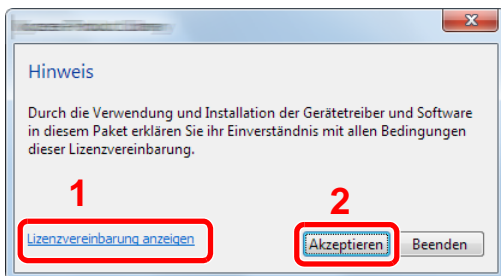 Hinweis
Durch die Verwendung und Installation der Gerätetreiber und Software
in diesem Paket erklären Sie ihr Einverständnis mit allen Bedingungen
dieser Lizenzvereinbarung.
1
2
Lizenzvereinbarung anzeigen
Akzeptieren
Beenden